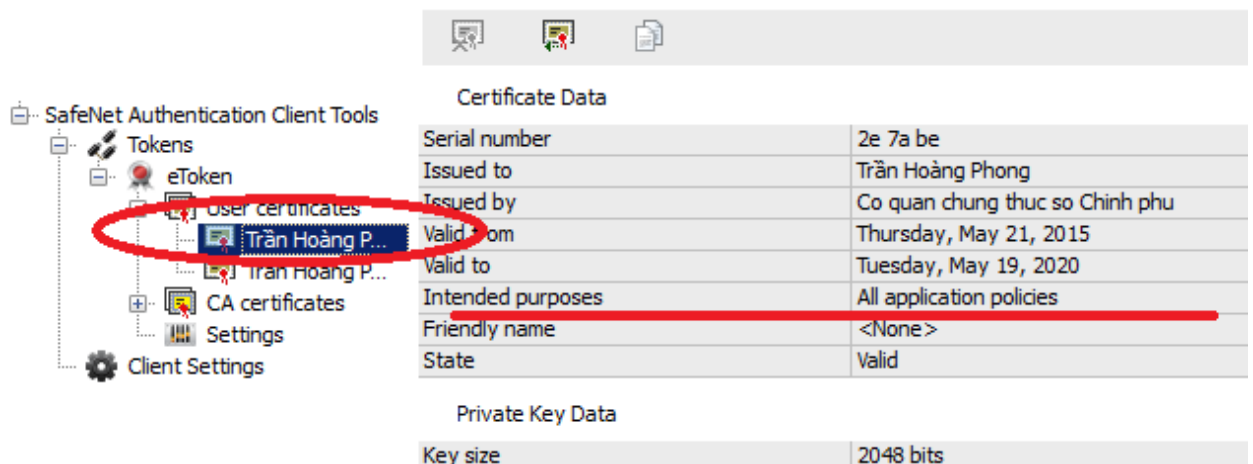 SafeNet Authentication Client Tools
Tokens
eToken
User certificates
Trần Hoàng P...
Trần Hoàng P...
CA certificates
Settings
Client Settings
Certificate Data
Serial number 2e 7a be
Issued to Trần Hoàng Phong
Issued by Co quan chung thuc so Chinh phu
Valid from Thursday, May 21, 2015
Valid to Tuesday, May 19, 2020
Intended purposes All application policies
Friendly name <None>
State Valid
Private Key Data
Key size 2048 bits